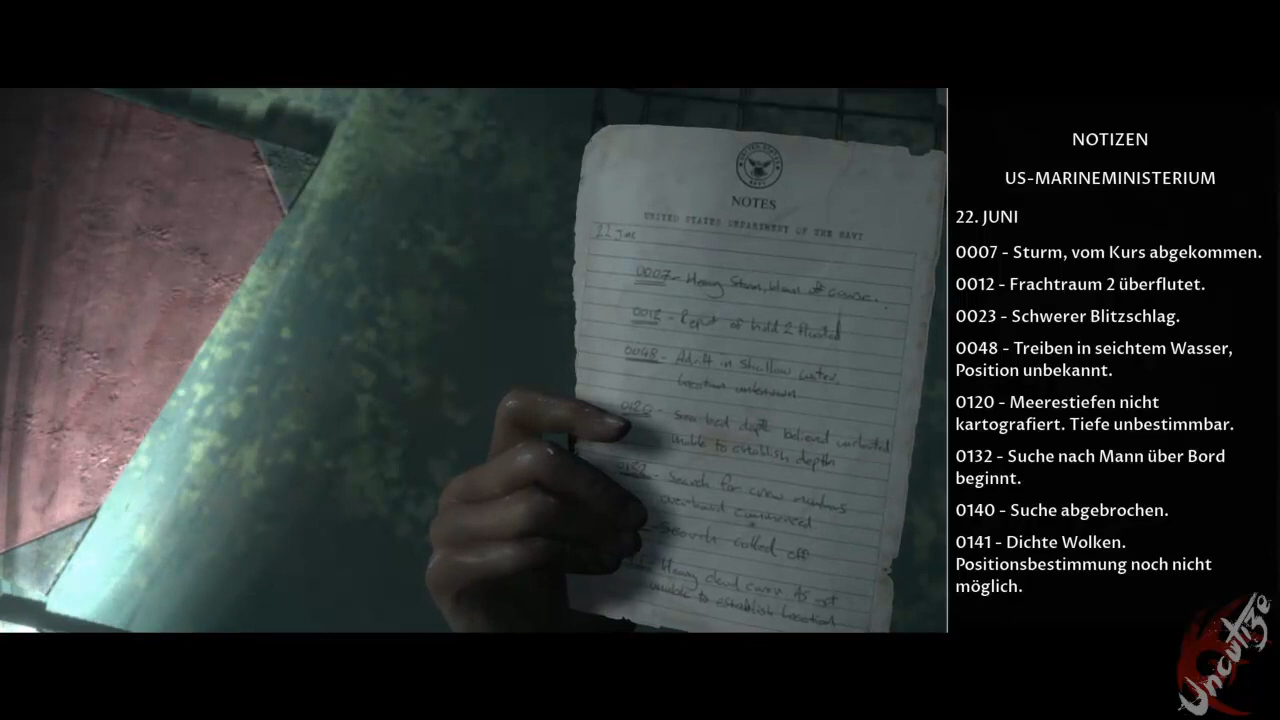 UNITED STATES
NAVY
NOTES
UNITED STATES DEPARTMENT OF THE NAVY
22 June
0007 - Heavy Storm, blown off course.
0012 - Report of hold 2 flooded
0048 - Adrift in shallow water,
location unknown
0120 - Sea bed depth believed uncharted
Unable to establish depth
0132 - Search for crew members
overboard commenced
Search called off
Heavy cloud cover. As yet
unable to establish location
NOTIZEN
US-MARINEMINISTERIUM
22. JUNI
0007 - Sturm, vom Kurs abgekommen.
0012 - Frachtraum 2 überflutet.
0023 - Schwerer Blitzschlag.
0048 - Treiben in seichtem Wasser,
Position unbekannt.
0120 - Meerestiefen nicht
kartografiert. Tiefe unbestimmbar.
0132 - Suche nach Mann über Bord
beginnt.
0140 - Suche abgebrochen.
0141 - Dichte Wolken.
Positionsbestimmung noch nicht
möglich.
Uncutize